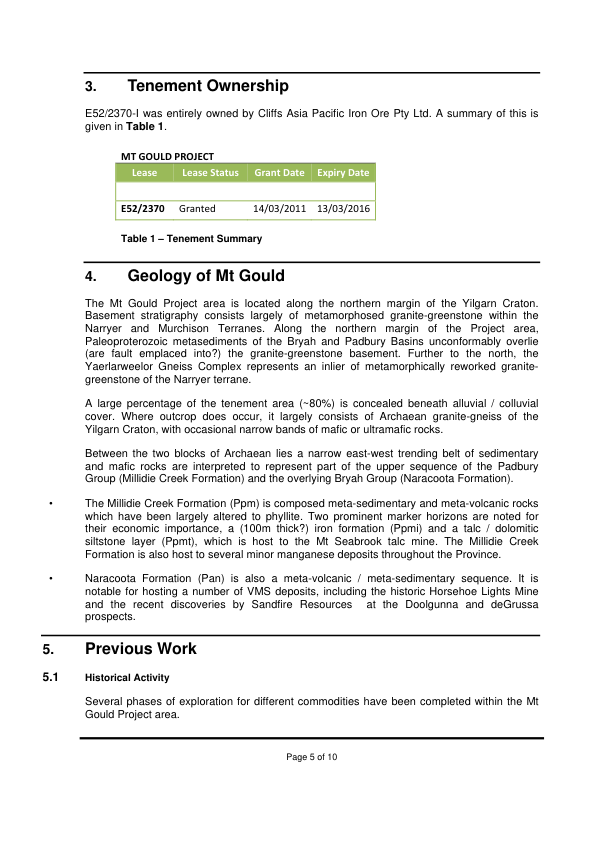 3. Tenement Ownership
E52/2370-I was entirely owned by Cliffs Asia Pacific Iron Ore Pty Ltd. A summary of this is
given in Table 1.
MT GOULD PROJECT
Lease Lease Status Grant Date Expiry Date
E52/2370 Granted 14/03/2011 13/03/2016
Table 1 – Tenement Summary
4. Geology of Mt Gould
The Mt Gould Project area is located along the northern margin of the Yilgarn Craton.
Basement stratigraphy consists largely of metamorphosed granite-greenstone within the
Narryer and Murchison Terranes. Along the northern margin of the Project area,
Paleoproterozoic metasediments of the Bryah and Padbury Basins unconformably overlie
(are fault emplaced into?) the granite-greenstone basement. Further to the north, the
Yaerlarweelor Gneiss Complex represents an inlier of metamorphically reworked granite-
greenstone of the Narryer terrane.
A large percentage of the tenement area (~80%) is concealed beneath alluvial / colluvial
cover. Where outcrop does occur, it largely consists of Archaean granite-gneiss of the
Yilgarn Craton, with occasional narrow bands of mafic or ultramafic rocks.
Between the two blocks of Archaean lies a narrow east-west trending belt of sedimentary
and mafic rocks are interpreted to represent part of the upper sequence of the Padbury
Group (Millidie Creek Formation) and the overlying Bryah Group (Naracoota Formation).
• The Millidie Creek Formation (Ppm) is composed meta-sedimentary and meta-volcanic rocks
which have been largely altered to phyllite. Two prominent marker horizons are noted for
their economic importance, a (100m thick?) iron formation (Ppmi) and a talc / dolomitic
siltstone layer (Ppmt), which is host to the Mt Seabrook talc mine. The Millidie Creek
Formation is also host to several minor manganese deposits throughout the Province.
• Naracoota Formation (Pan) is also a meta-volcanic / meta-sedimentary sequence. It is
notable for hosting a number of VMS deposits, including the historic Horsehoe Lights Mine
and the recent discoveries by Sandfire Resources at the Doolgunna and deGrussa
prospects.
5. Previous Work
5.1 Historical Activity
Several phases of exploration for different commodities have been completed within the Mt
Gould Project area.
Page 5 of 10